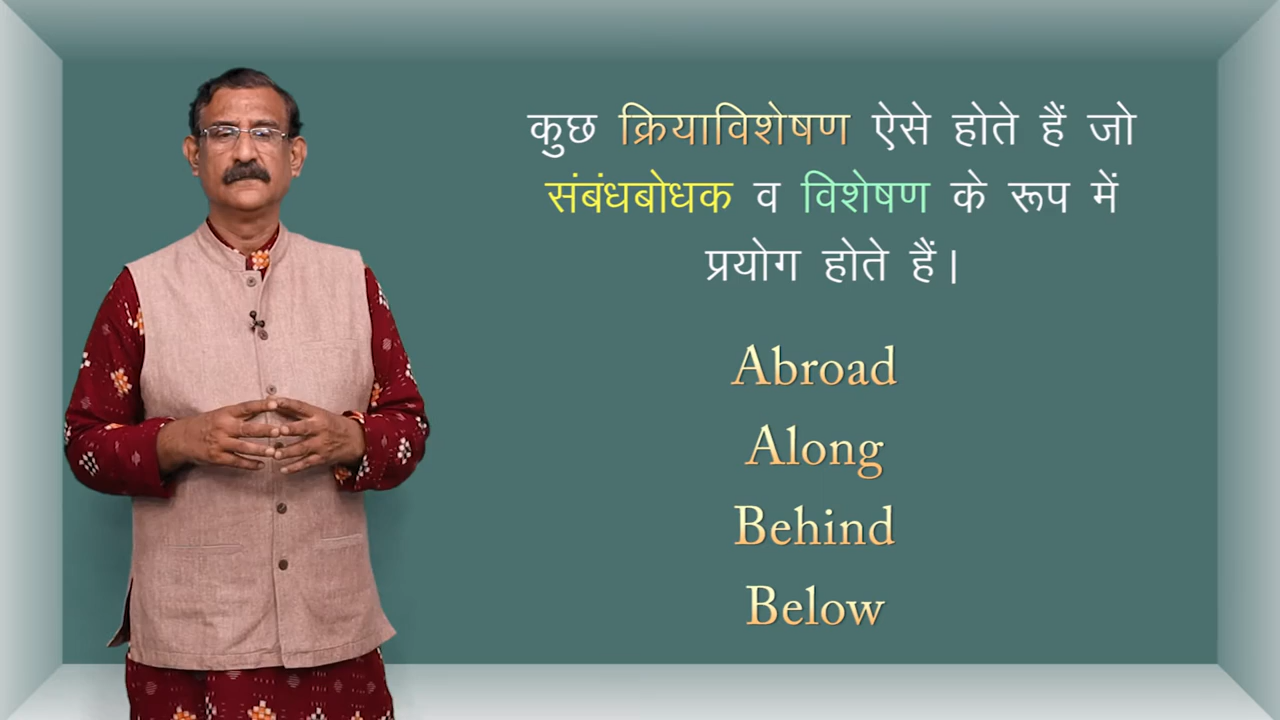 कुछ क्रियाविशेषण ऐसे होते हैं जो
संबंधबोधक व विशेषण के रूप में
प्रयोग होते हैं।
Abroad
Along
Behind
Below